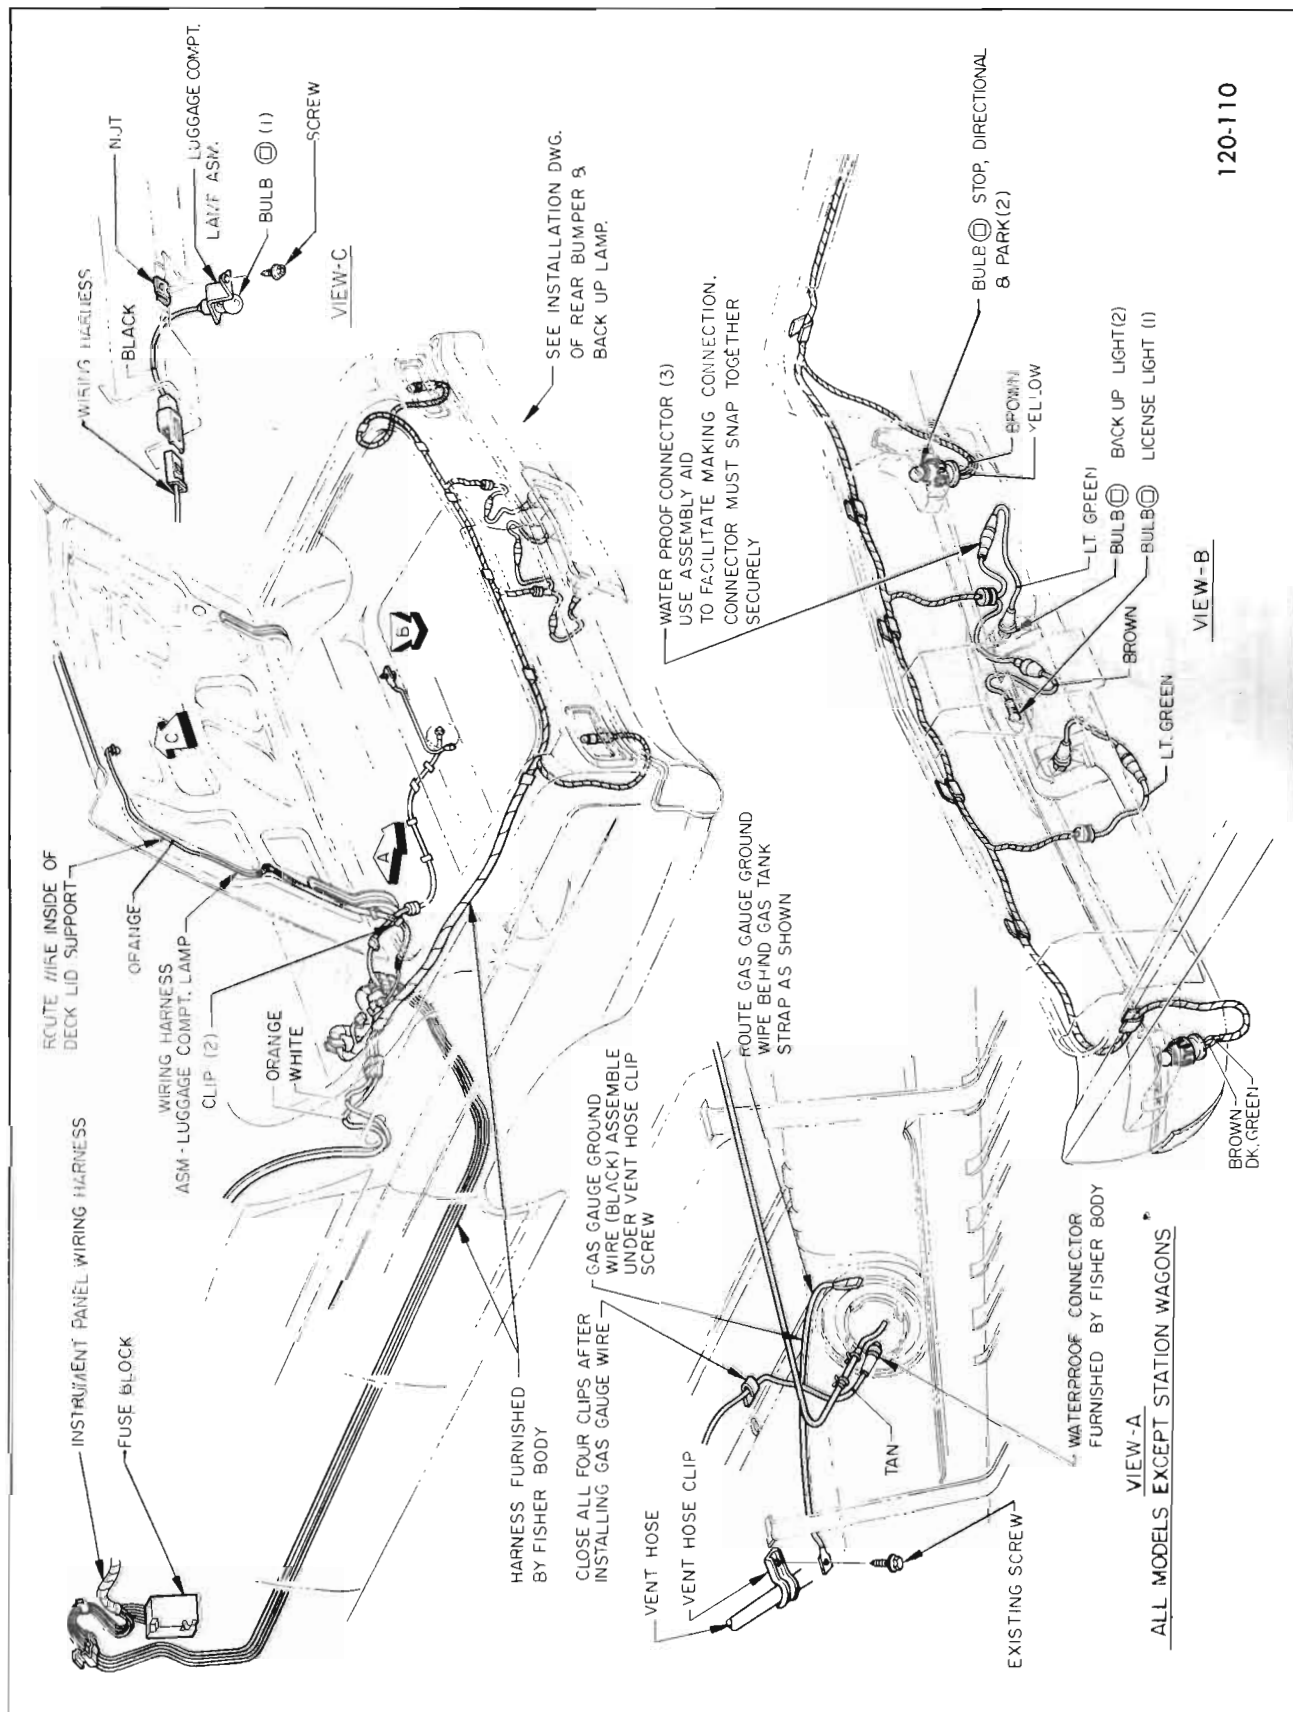 INSTRUMENT PANEL WIRING HARNESS
FUSE BLOCK
ROUTE WIRE INSIDE OF
DECK LID SUPPORT
ORANGE
WIRING HARNESS
ASM-LUGGAGE COMPT. LAMP
CLIP (2)
ORANGE
WHITE
C
A
B
WIRING HARNESS
BLACK
NUT
LUGGAGE COMPT.
LAMP ASM.
BULB (1)
SCREW
VIEW-C
SEE INSTALLATION DWG.
OF REAR BUMPER &
BACK UP LAMP.
HARNESS FURNISHED
BY FISHER BODY
CLOSE ALL FOUR CLIPS AFTER
INSTALLING GAS GAUGE WIRE
GAS GAUGE GROUND
WIRE (BLACK) ASSEMBLE
UNDER VENT HOSE CLIP
SCREW
ROUTE GAS GAUGE GROUND
WIRE BEHIND GAS TANK
STRAP AS SHOWN
VENT HOSE
VENT HOSE CLIP
EXISTING SCREW
TAN
WATERPROOF CONNECTOR
FURNISHED BY FISHER BODY
VIEW-A
ALL MODELS EXCEPT STATION WAGONS
WATER PROOF CONNECTOR (3)
USE ASSEMBLY AID
TO FACILITATE MAKING CONNECTION.
CONNECTOR MUST SNAP TOGETHER
SECURELY
BULB STOP, DIRECTIONAL
& PARK (2)
BROWN
YELLOW
LT GREEN
BULB BACK UP LIGHT (2)
BULB LICENSE LIGHT (1)
BROWN
LT. GREEN
BROWN
DK. GREEN
VIEW-B
120-110